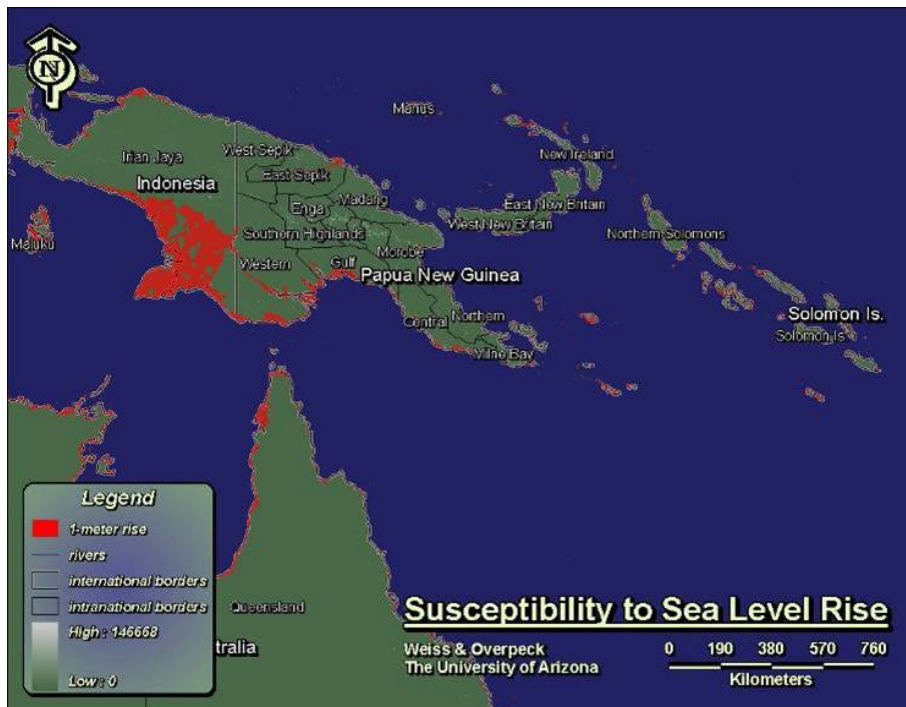 N
Manus
New Ireland
West Sepik
Irian Jaya
East Sepik
Indonesia
Madang
East New Britain
Enga
West New Britain
Maluku
Southern Highlands
Northern Solomons
Morobe
Western
Gulf
Papua New Guinea
Central
Northern
Solomon Is.
Solomon Is.
Milne Bay
Legend
1-meter rise
rivers
international borders
intranational borders
High : 146668
Low : 0
Queensland
tralia
Susceptibility to Sea Level Rise
Weiss & Overpeck
The University of Arizona
0 190 380 570 760
Kilometers